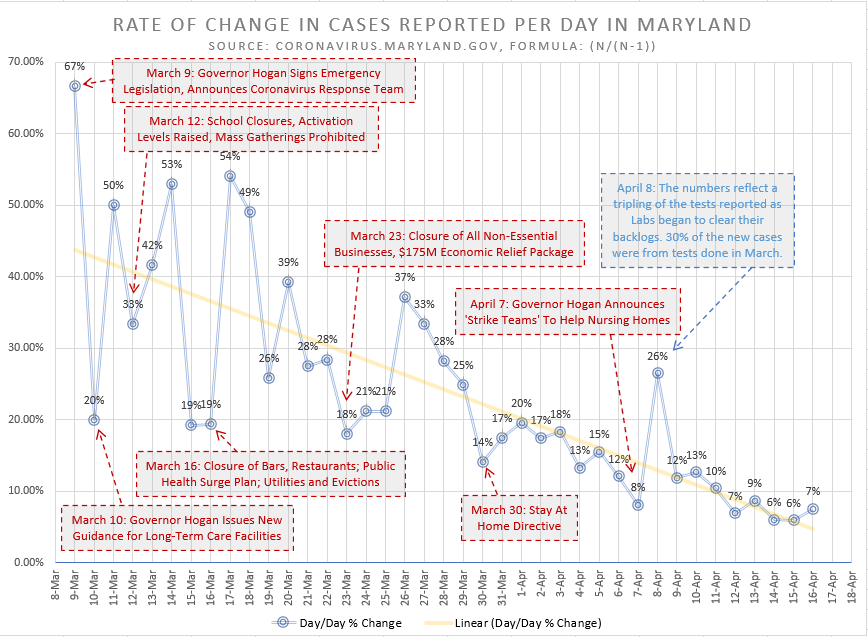 RATE OF CHANGE IN CASES REPORTED PER DAY IN MARYLAND
SOURCE: CORONAVIRUS.MARYLAND.GOV, FORMULA: (N/(N-1))
70.00%
60.00%
50.00%
40.00%
30.00%
20.00%
10.00%
0.00%
67%
20%
50%
33%
42%
53%
19%
19%
54%
49%
26%
39%
28%
28%
18%
21%
21%
37%
33%
28%
25%
14%
17%
20%
17%
18%
13%
15%
12%
8%
26%
12%
13%
10%
7%
9%
6%
6%
7%
March 9: Governor Hogan Signs Emergency
Legislation, Announces Coronavirus Response Team
March 12: School Closures, Activation
Levels Raised, Mass Gatherings Prohibited
March 23: Closure of All Non-Essential
Businesses, $175M Economic Relief Package
April 8: The numbers reflect a
tripling of the tests reported as
Labs began to clear their
backlogs. 30% of the new cases
were from tests done in March.
April 7: Governor Hogan Announces
'Strike Teams' To Help Nursing Homes
March 16: Closure of Bars, Restaurants; Public
Health Surge Plan; Utilities and Evictions
March 10: Governor Hogan Issues New
Guidance for Long-Term Care Facilities
March 30: Stay At
Home Directive
8-Mar
9-Mar
10-Mar
11-Mar
12-Mar
13-Mar
14-Mar
15-Mar
16-Mar
17-Mar
18-Mar
19-Mar
20-Mar
21-Mar
22-Mar
23-Mar
24-Mar
25-Mar
26-Mar
27-Mar
28-Mar
29-Mar
30-Mar
31-Mar
1-Apr
2-Apr
3-Apr
4-Apr
5-Apr
6-Apr
7-Apr
8-Apr
9-Apr
10-Apr
11-Apr
12-Apr
13-Apr
14-Apr
15-Apr
16-Apr
17-Apr
18-Apr
Day/Day % Change
Linear (Day/Day % Change)